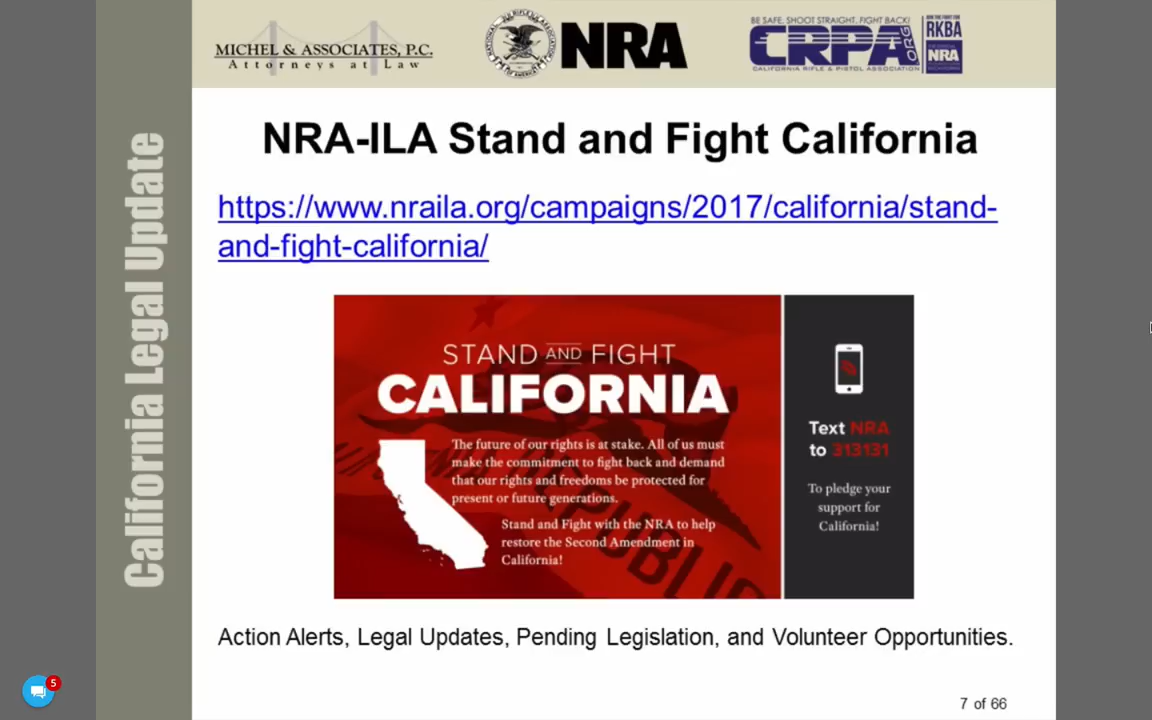 MICHEL & ASSOCIATES, P.C.
Attorneys at Law
NRA
BE SAFE, SHOOT STRAIGHT, FIGHT BACK!
CRPA.ORG
CALIFORNIA RIFLE & PISTOL ASSOCIATION
RKBA
NRA
California Legal Update
NRA-ILA Stand and Fight California
https://www.nraila.org/campaigns/2017/california/stand-
and-fight-california/
STAND AND FIGHT
CALIFORNIA
The future of our rights is at stake. All of us must
make the commitment to fight back and demand
that our rights and freedoms be protected for
present or future generations.
Stand and Fight with the NRA to help
restore the Second Amendment in
California!
Text NRA
to 313131
To pledge your
support for
California!
Action Alerts, Legal Updates, Pending Legislation, and Volunteer Opportunities.
7 of 66
5